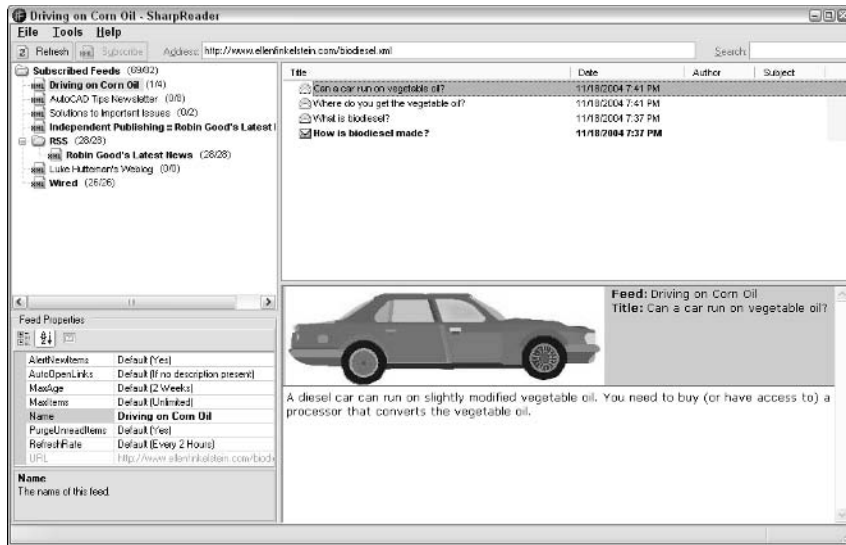 Driving on Corn Oil - SharpReader
File Tools Help
Refresh Subscribe Address: http://www.ellenfinkelstein.com/biodiesel.xml Search:
Subscribed Feeds (69/92)
Driving on Corn Oil (1/4)
AutoCAD Tips Newsletter (0/8)
Solutions to Important Issues (0/2)
Independent Publishing :: Robin Good's Latest
RSS (28/28)
Robin Good's Latest News (28/28)
Luke Hutteman's Weblog (0/0)
Wired (26/26)
Title Date Author Subject
Can a car run on vegetable oil? 11/18/2004 7:41 PM
Where do you get the vegetable oil? 11/18/2004 7:41 PM
What is biodiesel? 11/18/2004 7:37 PM
How is biodiesel made? 11/18/2004 7:37 PM
Feed Properties
AlertNewItems Default (Yes)
AutoOpenLinks Default (If no description present)
MaxAge Default (2 Weeks)
MaxItems Default (Unlimited)
Name Driving on Corn Oil
PurgeUnreadItems Default (Yes)
RefreshRate Default (Every 2 Hours)
URL http://www.ellenfinkelstein.com/biod
Name
The name of this feed
Feed: Driving on Corn Oil
Title: Can a car run on vegetable oil?
A diesel car can run on slightly modified vegetable oil. You need to buy (or have access to) a
processor that converts the vegetable oil.